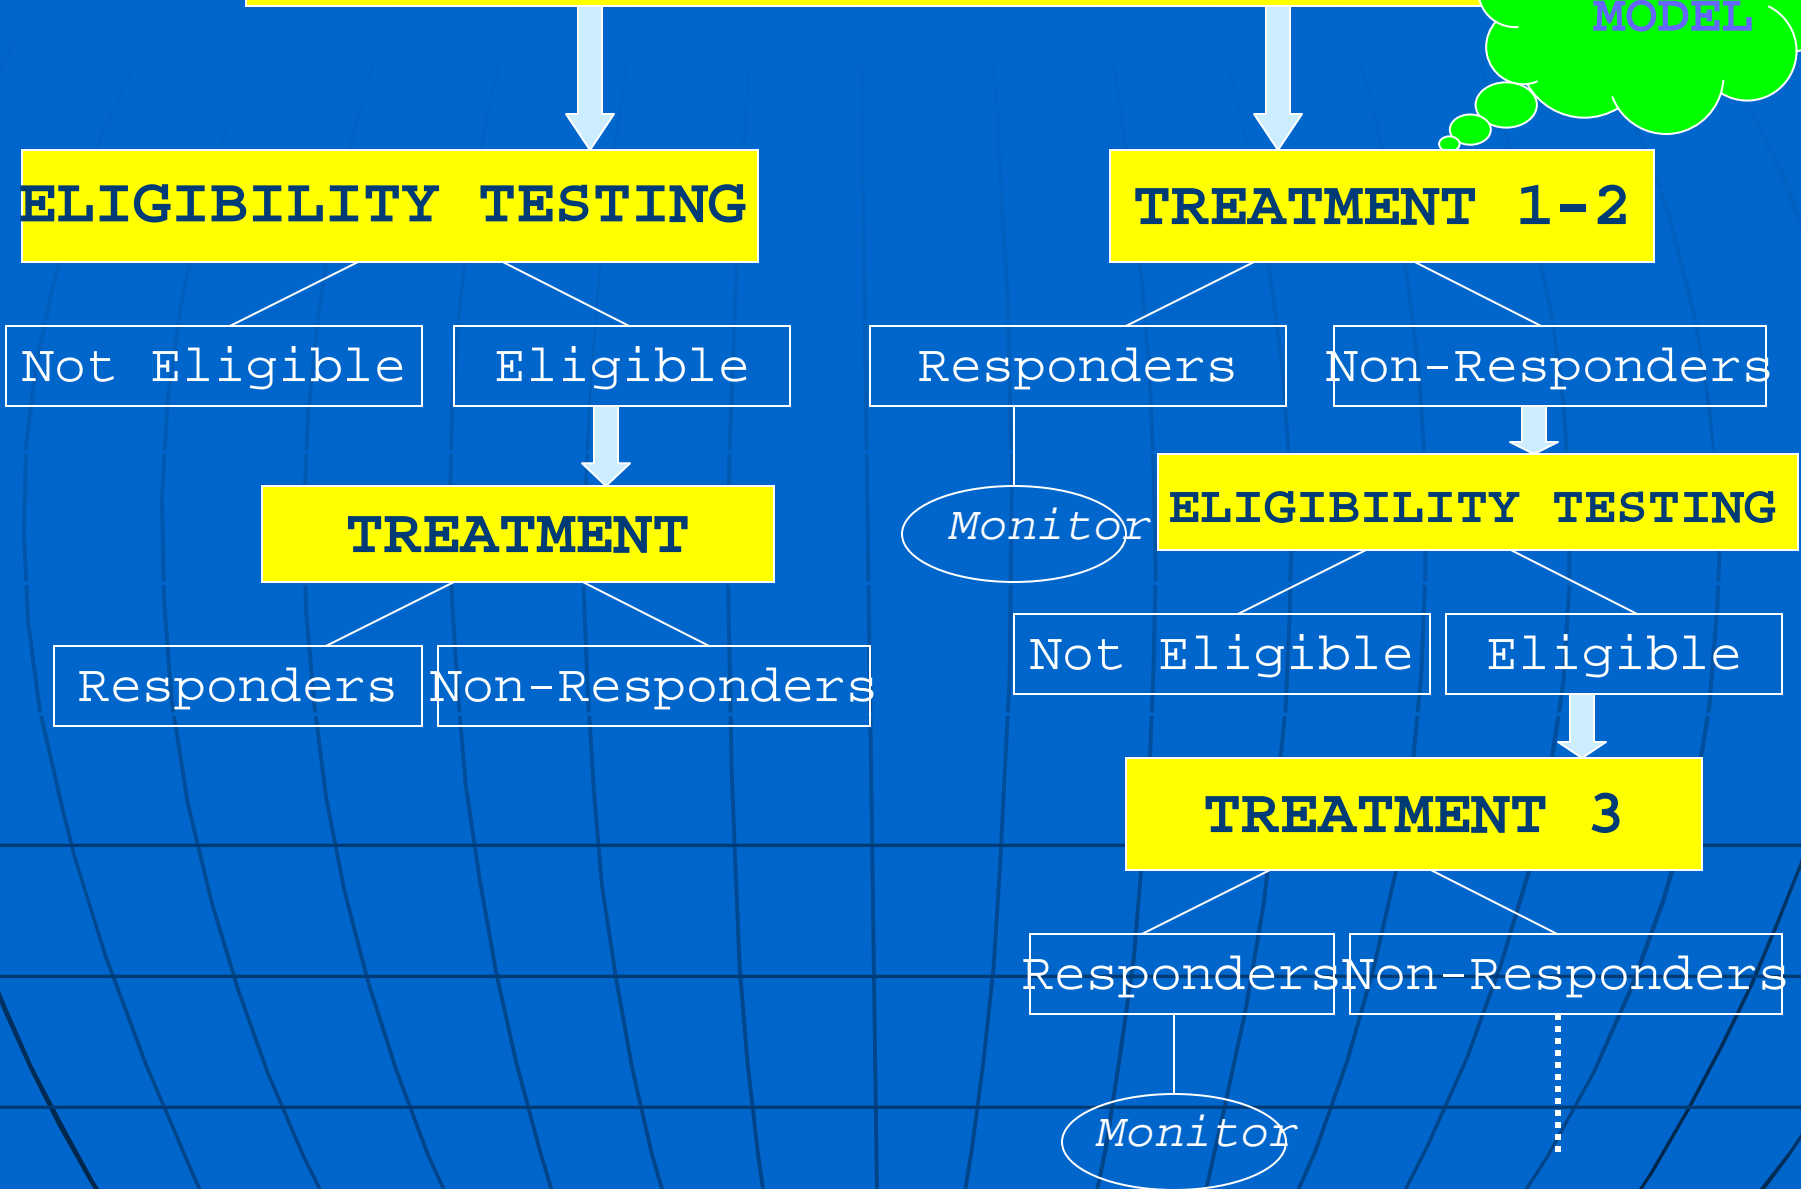 MODEL
ELIGIBILITY TESTING
Not Eligible
Eligible
TREATMENT
Responders
Non-Responders
TREATMENT 1-2
Responders
Non-Responders
Monitor
ELIGIBILITY TESTING
Not Eligible
Eligible
TREATMENT 3
Responders
Non-Responders
Monitor